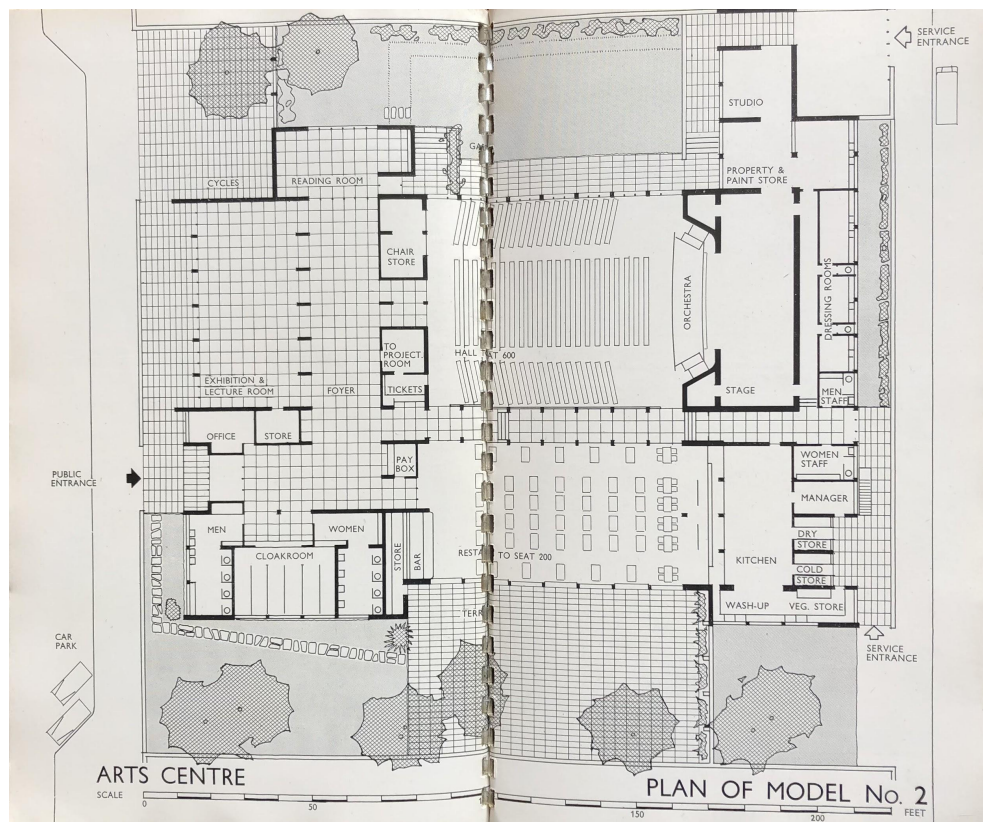 SERVICE
ENTRANCE
STUDIO
PROPERTY &
PAINT STORE
CYCLES
READING ROOM
CHAIR
STORE
ORCHESTRA
DRESSING ROOMS
TO
PROJECT.
ROOM
HALL
AT 600
EXHIBITION &
LECTURE ROOM
FOYER
TICKETS
STAGE
MEN
STAFF
OFFICE
STORE
PUBLIC
ENTRANCE
PAY
BOX
WOMEN
STAFF
MANAGER
MEN
WOMEN
CLOAKROOM
STORE
BAR
TO SEAT 200
KITCHEN
DRY
STORE
COLD
STORE
WASH-UP
VEG. STORE
CAR
PARK
SERVICE
ENTRANCE
ARTS CENTRE
PLAN OF MODEL No. 2
SCALE
0
50
150
200
FEET